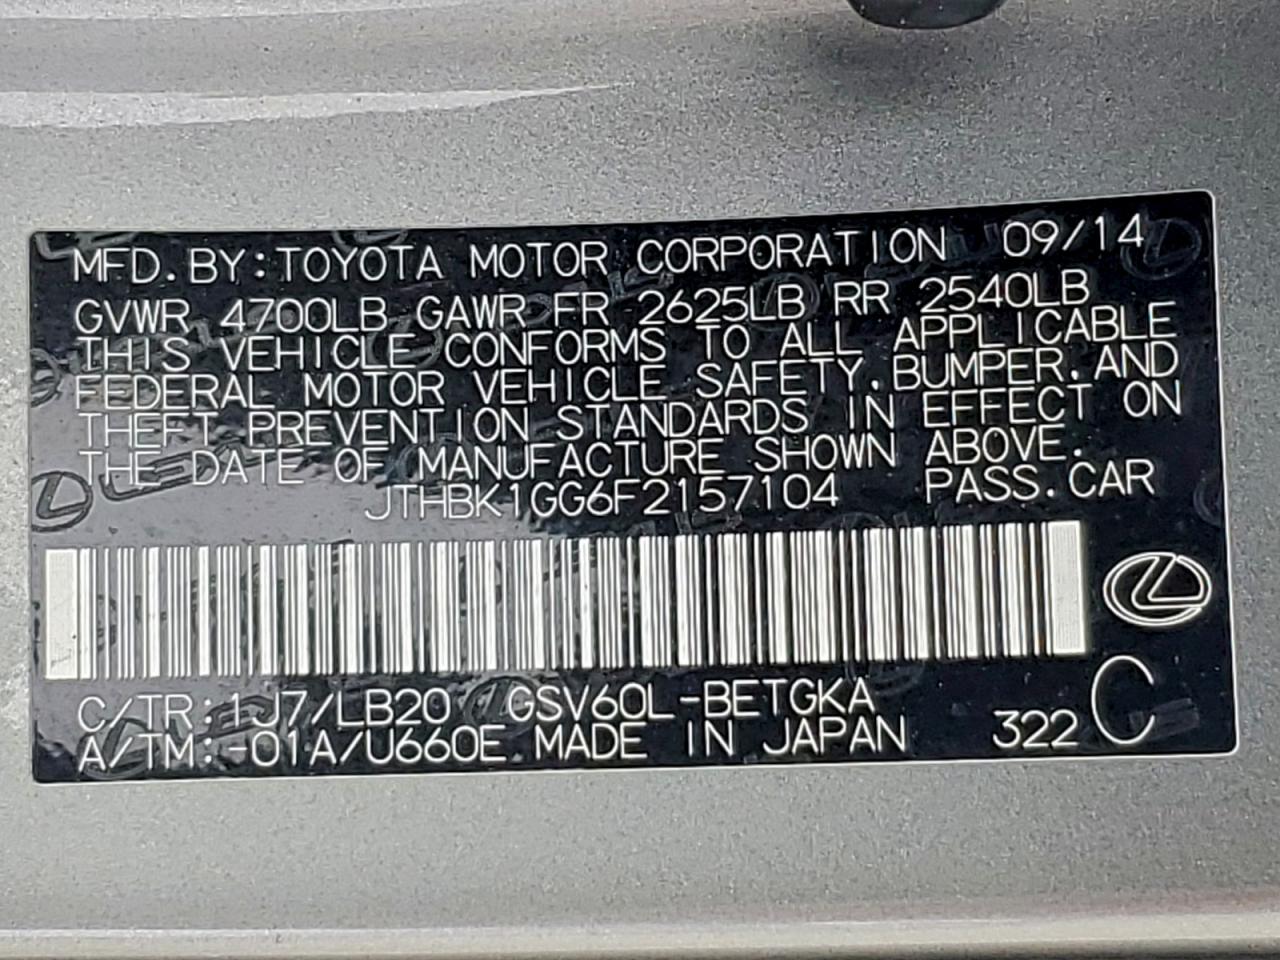 MFD. BY: TOYOTA MOTOR CORPORATION 09/14
GVWR 4700LB GAWR FR 2625LB RR 2540LB
THIS VEHICLE CONFORMS TO ALL APPLICABLE
FEDERAL MOTOR VEHICLE SAFETY, BUMPER, AND
THEFT PREVENTION STANDARDS IN EFFECT ON
THE DATE OF MANUFACTURE SHOWN ABOVE.
JTHBK1GG6F2157104 PASS. CAR
C/TR: 1J7/LB20 GSV60L-BETGKA
A/TM: -01A/U660E MADE IN JAPAN 322 C